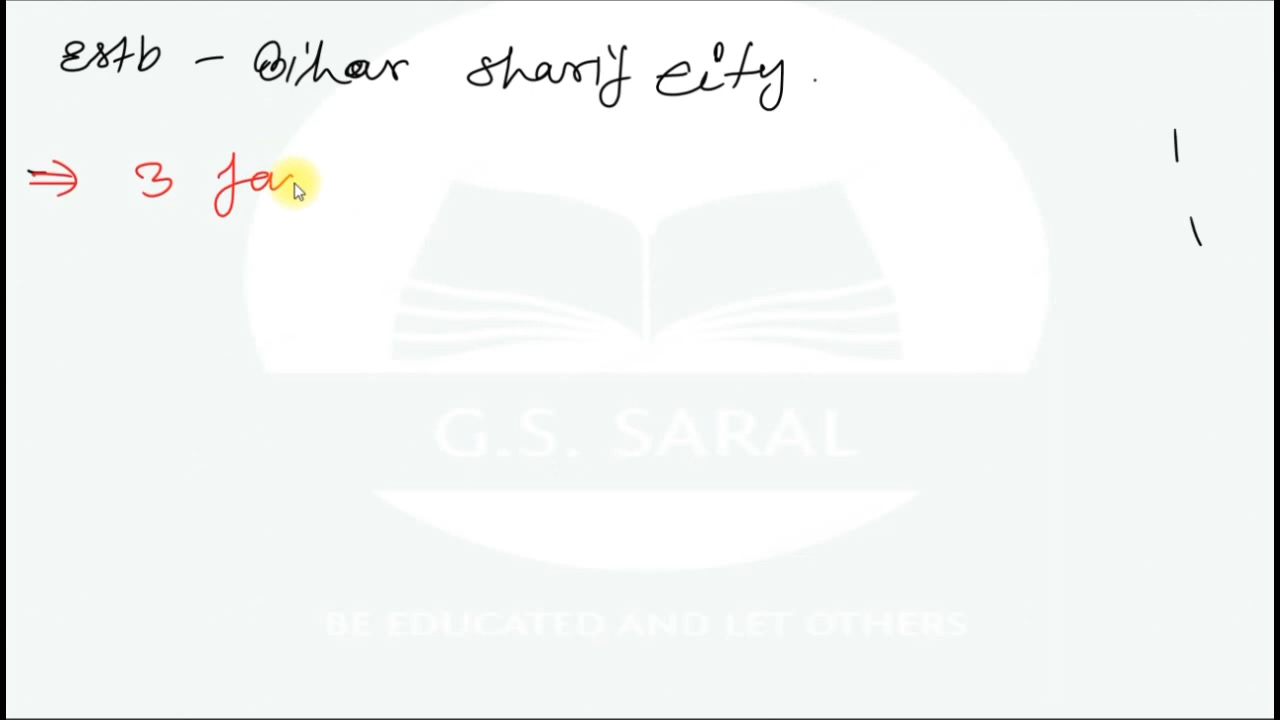 Estb - Bihar Sharif City.
⇒ 3 Ja
G.S. SARAL
BE EDUCATED AND LET OTHERS